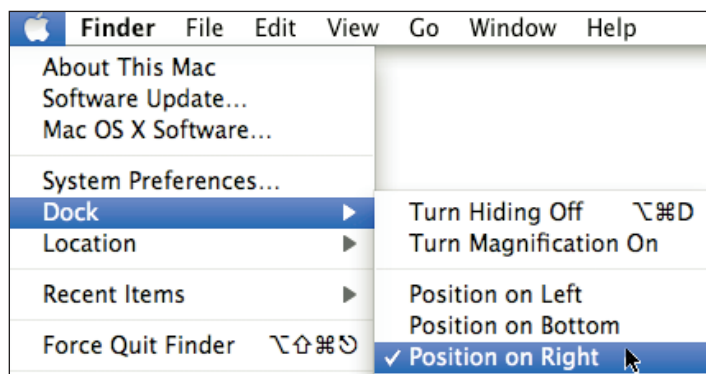 Finder File Edit View Go Window Help
About This Mac
Software Update...
Mac OS X Software...
System Preferences...
Dock
Location
Recent Items
Force Quit Finder ⌥⇧⌘⎋
Turn Hiding Off ⌥⌘D
Turn Magnification On
Position on Left
Position on Bottom
✓ Position on Right